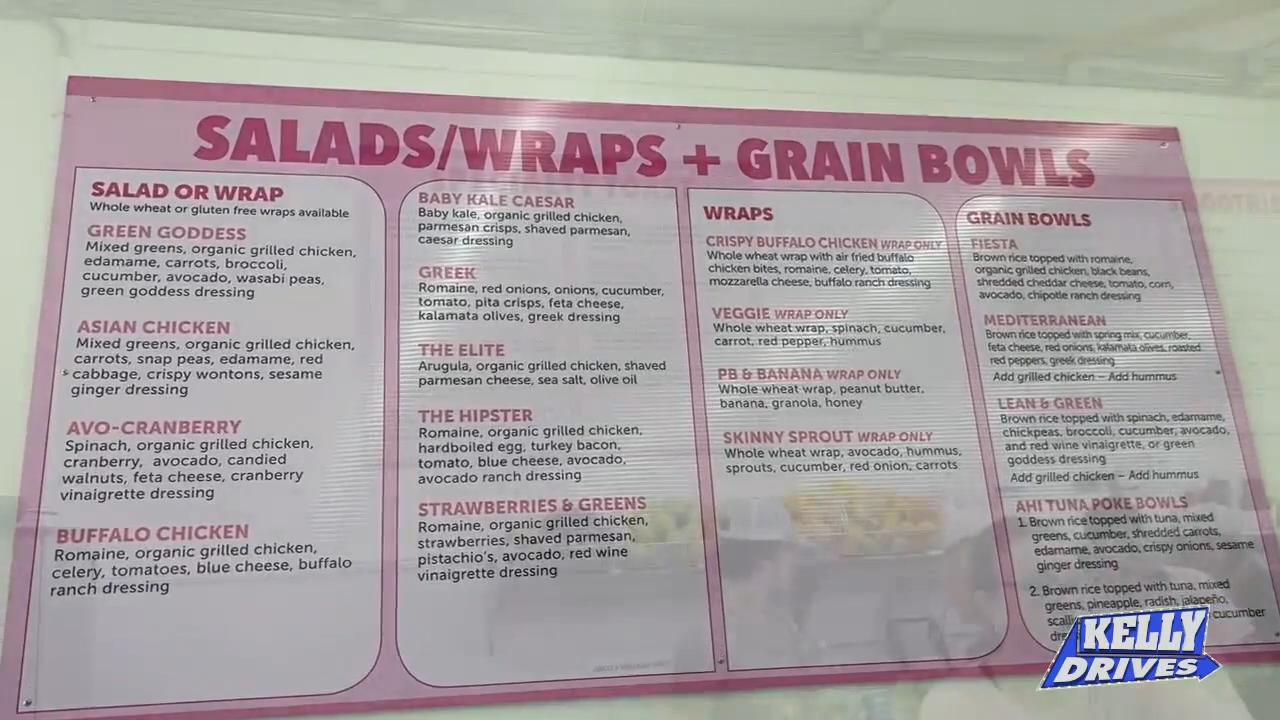 SALADS/WRAPS + GRAIN BOWLS
SALAD OR WRAP
Whole wheat or gluten free wraps available
GREEN GODDESS
Mixed greens, organic grilled chicken,
edamame, carrots, broccoli,
cucumber, avocado, wasabi peas,
green goddess dressing
ASIAN CHICKEN
Mixed greens, organic grilled chicken,
carrots, snap peas, edamame, red
cabbage, crispy wontons, sesame
ginger dressing
AVO-CRANBERRY
Spinach, organic grilled chicken,
cranberry, avocado, candied
walnuts, feta cheese, cranberry
vinaigrette dressing
BUFFALO CHICKEN
Romaine, organic grilled chicken,
celery, tomatoes, blue cheese, buffalo
ranch dressing
BABY KALE CAESAR
Baby kale, organic grilled chicken,
parmesan crisps, shaved parmesan,
caesar dressing
GREEK
Romaine, red onions, onions, cucumber,
tomato, pita crisps, feta cheese,
kalamata olives, greek dressing
THE ELITE
Arugula, organic grilled chicken, shaved
parmesan cheese, sea salt, olive oil
THE HIPSTER
Romaine, organic grilled chicken,
hardboiled egg, turkey bacon,
tomato, blue cheese, avocado,
avocado ranch dressing
STRAWBERRIES & GREENS
Romaine, organic grilled chicken,
strawberries, shaved parmesan,
pistachio's, avocado, red wine
vinaigrette dressing
WRAPS
CRISPY BUFFALO CHICKEN WRAP ONLY
Whole wheat wrap with air fried buffalo
chicken bites, romaine, celery, tomato,
mozzarella cheese, buffalo ranch dressing
VEGGIE WRAP ONLY
Whole wheat wrap, spinach, cucumber,
carrot, red pepper, hummus
PB & BANANA WRAP ONLY
Whole wheat wrap, peanut butter,
banana, granola, honey
SKINNY SPROUT WRAP ONLY
Whole wheat wrap, avocado, hummus,
sprouts, cucumber, red onion, carrots
GRAIN BOWLS
FIESTA
Brown rice topped with romaine,
organic grilled chicken, black beans,
shredded cheddar cheese, tomato, corn,
avocado, chipotle ranch dressing
MEDITERRANEAN
Brown rice topped with spring mix, cucumber,
feta cheese, red onions, kalamata olives, roasted
red peppers, greek dressing
Add grilled chicken – Add hummus
LEAN & GREEN
Brown rice topped with spinach, edamame,
chickpeas, broccoli, cucumber, avocado,
and red wine vinaigrette, or green
goddess dressing
Add grilled chicken – Add hummus
AHI TUNA POKE BOWLS
1. Brown rice topped with tuna, mixed
greens, cucumber, shredded carrots,
edamame, avocado, crispy onions, sesame
ginger dressing
2. Brown rice topped with tuna, mixed
greens, pineapple, radish, jalapeño,
cucumber
KELLY
DRIVES